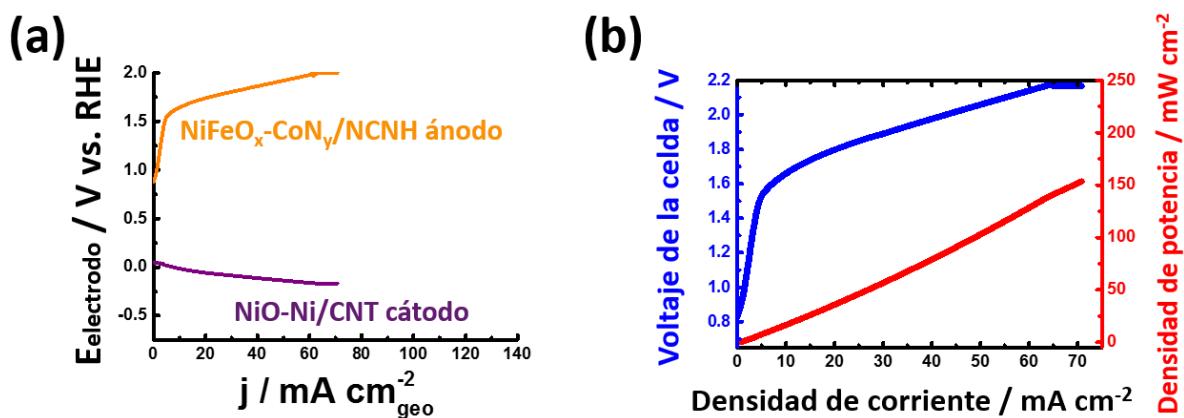 (a)
E electrodo / V vs. RHE
2.0
1.5
1.0
0.5
0.0
-0.5
NiFeOx-CoNy/NCNH ánodo
NiO-Ni/CNT cátodo
0 20 40 60 80 100 120 140
j / mA cm-2 geo
(b)
Voltaje de la celda / V
2.2
2.0
1.8
1.6
1.4
1.2
1.0
0.8
250
200
150
100
50
0
Densidad de potencia / mW cm-2
0 10 20 30 40 50 60 70
Densidad de corriente / mA cm-2